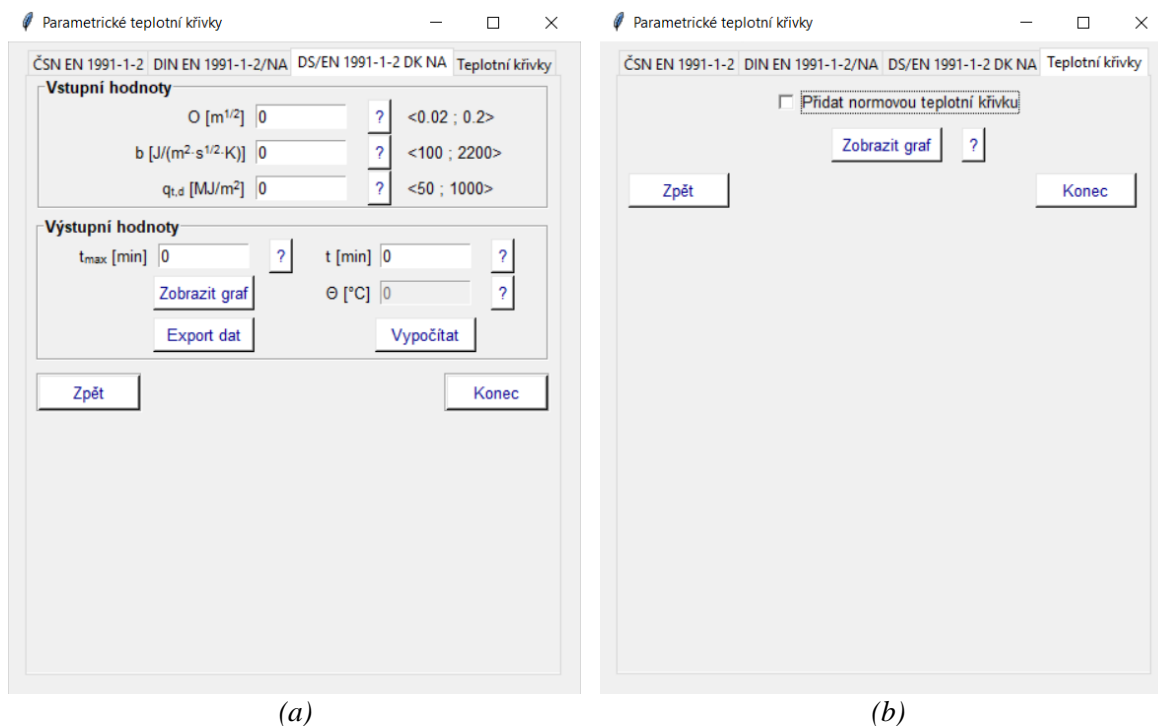 Parametrické teplotní křivky
ČSN EN 1991-1-2 DIN EN 1991-1-2/NA DS/EN 1991-1-2 DK NA Teplotní křivky
Vstupní hodnoty
O [m¹/²] 0 ? <0.02 ; 0.2>
b [J/(m²·s¹/²·K)] 0 ? <100 ; 2200>
qₜ,d [MJ/m²] 0 ? <50 ; 1000>
Výstupní hodnoty
tₘₐₓ [min] 0 ? t [min] 0 ?
Zobrazit graf Θ [°C] 0 ?
Export dat Vypočítat
Zpět Konec
(a)
Parametrické teplotní křivky
ČSN EN 1991-1-2 DIN EN 1991-1-2/NA DS/EN 1991-1-2 DK NA Teplotní křivky
Přidat normovou teplotní křivku
Zobrazit graf ?
Zpět Konec
(b)